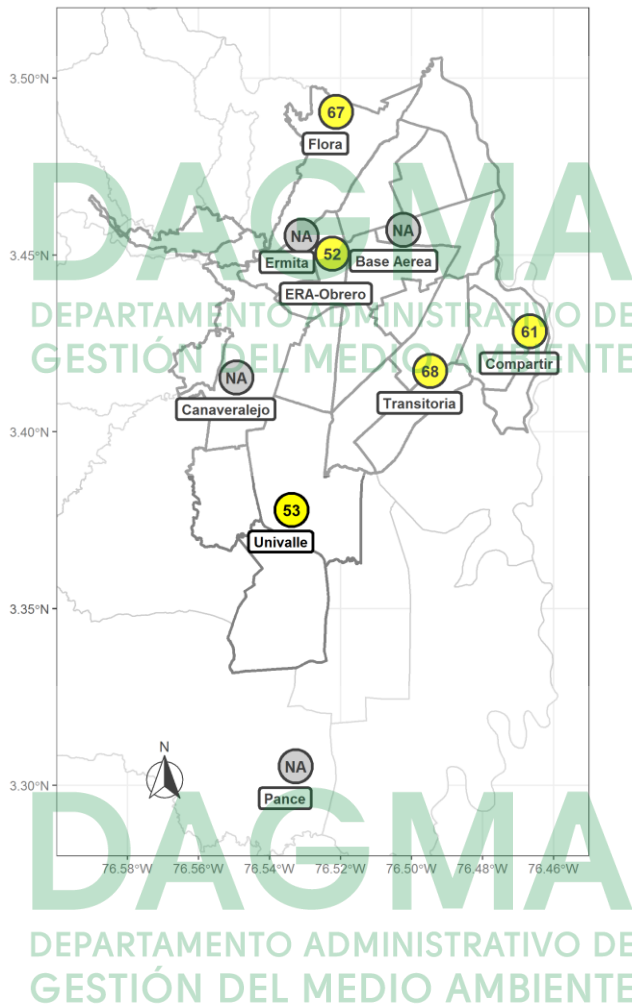 3.50°N
67
Flora
DAGMA
NA
NA
3.45°N
Ermita
52
Base Aerea
ERA-Obrero
DEPARTAMENTO ADMINISTRATIVO DE
61
GESTIÓN DEL MEDIO AMBIENTE
Compartir
NA
68
Canaveralejo
Transitoria
3.40°N
53
Univalle
3.35°N
N
NA
3.30°N
Pance
DAGMA
76.58°W 76.56°W 76.54°W 76.52°W 76.50°W 76.48°W 76.46°W
DEPARTAMENTO ADMINISTRATIVO DE
GESTIÓN DEL MEDIO AMBIENTE